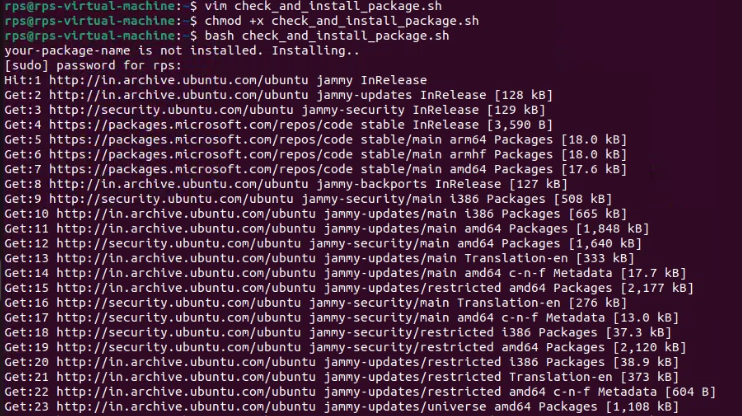 rps@rps-virtual-machine:~$ vim check_and_install_package.sh
rps@rps-virtual-machine:~$ chmod +x check_and_install_package.sh
rps@rps-virtual-machine:~$ bash check_and_install_package.sh
your-package-name is not installed. Installing..
[sudo] password for rps:
Hit:1 http://in.archive.ubuntu.com/ubuntu jammy InRelease
Get:2 http://in.archive.ubuntu.com/ubuntu jammy-updates InRelease [128 kB]
Get:3 http://security.ubuntu.com/ubuntu jammy-security InRelease [129 kB]
Get:4 https://packages.microsoft.com/repos/code stable InRelease [3,590 B]
Get:5 https://packages.microsoft.com/repos/code stable/main arm64 Packages [18.0 kB]
Get:6 https://packages.microsoft.com/repos/code stable/main armhf Packages [18.0 kB]
Get:7 https://packages.microsoft.com/repos/code stable/main amd64 Packages [17.6 kB]
Get:8 http://in.archive.ubuntu.com/ubuntu jammy-backports InRelease [127 kB]
Get:9 http://security.ubuntu.com/ubuntu jammy-security/main i386 Packages [508 kB]
Get:10 http://in.archive.ubuntu.com/ubuntu jammy-updates/main i386 Packages [665 kB]
Get:11 http://in.archive.ubuntu.com/ubuntu jammy-updates/main amd64 Packages [1,848 kB]
Get:12 http://security.ubuntu.com/ubuntu jammy-security/main amd64 Packages [1,640 kB]
Get:13 http://in.archive.ubuntu.com/ubuntu jammy-updates/main Translation-en [333 kB]
Get:14 http://in.archive.ubuntu.com/ubuntu jammy-updates/main amd64 c-n-f Metadata [17.7 kB]
Get:15 http://in.archive.ubuntu.com/ubuntu jammy-updates/restricted amd64 Packages [2,177 kB]
Get:16 http://security.ubuntu.com/ubuntu jammy-security/main Translation-en [276 kB]
Get:17 http://security.ubuntu.com/ubuntu jammy-security/main amd64 c-n-f Metadata [13.0 kB]
Get:18 http://security.ubuntu.com/ubuntu jammy-security/restricted i386 Packages [37.3 kB]
Get:19 http://security.ubuntu.com/ubuntu jammy-security/restricted amd64 Packages [2,120 kB]
Get:20 http://in.archive.ubuntu.com/ubuntu jammy-updates/restricted i386 Packages [38.9 kB]
Get:21 http://in.archive.ubuntu.com/ubuntu jammy-updates/restricted Translation-en [373 kB]
Get:22 http://in.archive.ubuntu.com/ubuntu jammy-updates/restricted amd64 c-n-f Metadata [604 B]
Get:23 http://in.archive.ubuntu.com/ubuntu jammy-updates/universe amd64 Packages [1,108 kB]